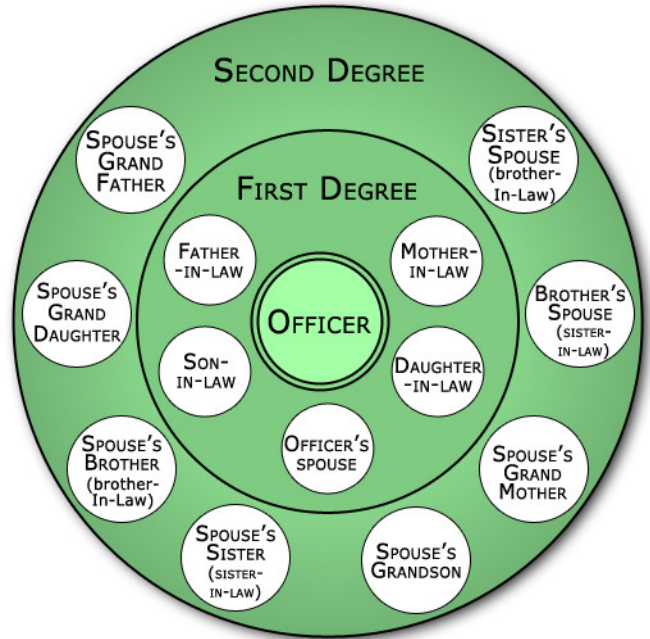 SECOND DEGREE
SPOUSE'S
GRAND
FATHER
SISTER'S
SPOUSE
(brother-
In-Law)
FIRST DEGREE
FATHER
-IN-LAW
MOTHER-
IN-LAW
SPOUSE'S
GRAND
DAUGHTER
OFFICER
BROTHER'S
SPOUSE
(SISTER-
IN-LAW)
SON-
IN-LAW
DAUGHTER
-IN-LAW
OFFICER'S
SPOUSE
SPOUSE'S
BROTHER
(brother-
In-Law)
SPOUSE'S
GRAND
MOTHER
SPOUSE'S
SISTER
(SISTER-
IN-LAW)
SPOUSE'S
GRANDSON